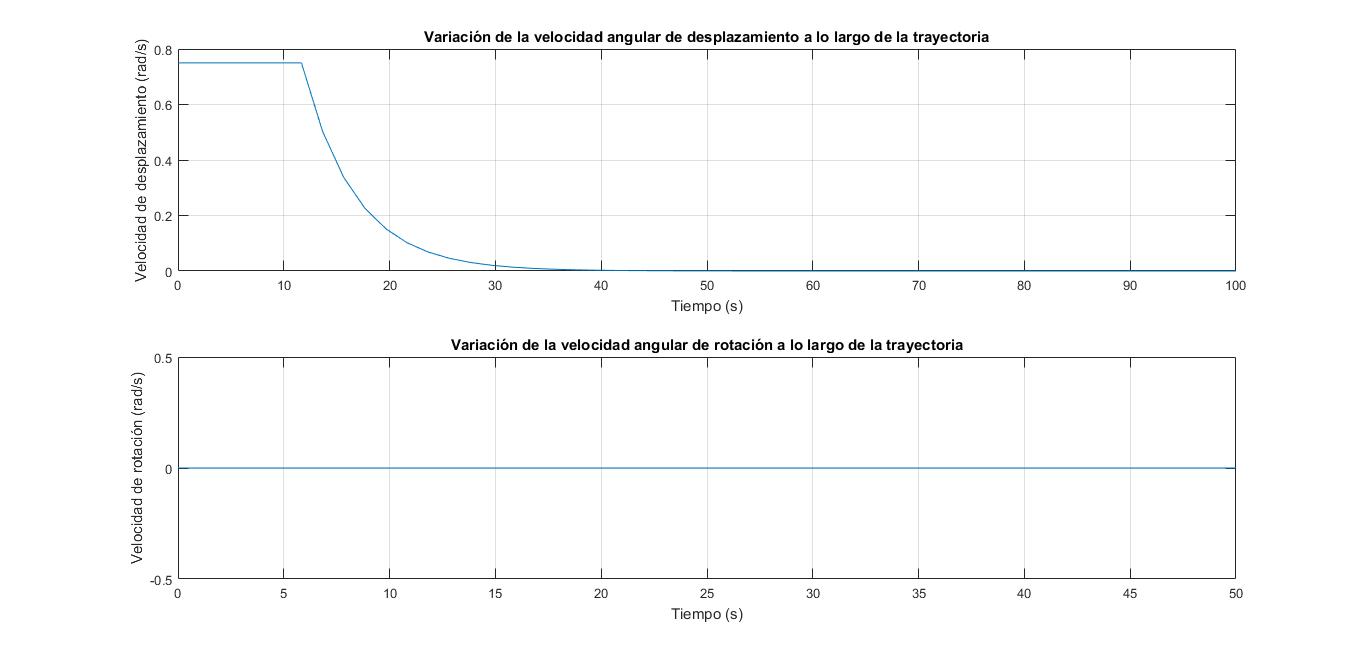 Variación de la velocidad angular de desplazamiento a lo largo de la trayectoria
Velocidad de desplazamiento (rad/s)
0.8
0.6
0.4
0.2
0
0 10 20 30 40 50 60 70 80 90 100
Tiempo (s)
Variación de la velocidad angular de rotación a lo largo de la trayectoria
Velocidad de rotación (rad/s)
0.5
0
-0.5
0 5 10 15 20 25 30 35 40 45 50
Tiempo (s)